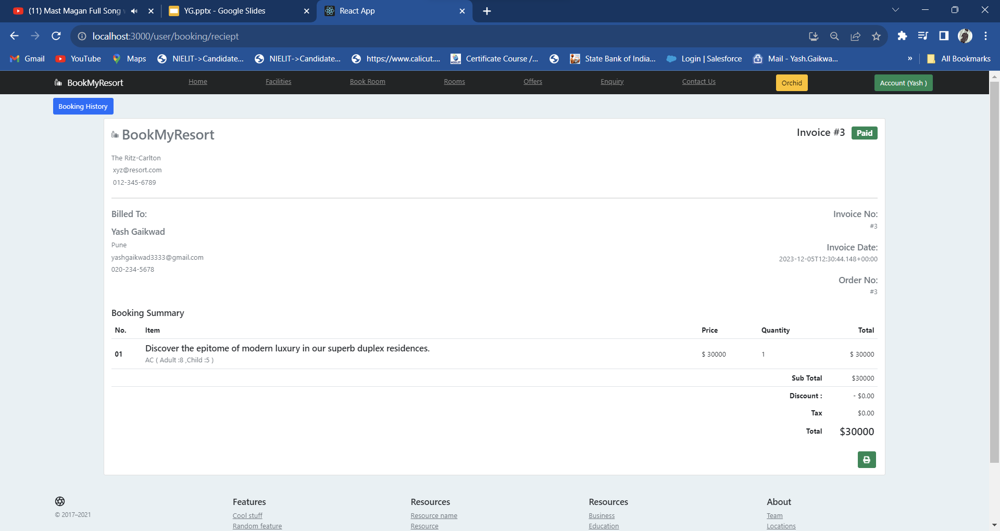 (11) Mast Magan Full Song
YG.pptx - Google Slides
React App
localhost:3000/user/booking/reciept
Gmail
YouTube
Maps
NIELIT->Candidate...
NIELIT->Candidate...
https://www.calicut....
Certificate Course /...
State Bank of India...
Login | Salesforce
Mail - Yash.Gaikwa...
»
All Bookmarks
BookMyResort
Home
Facilities
Book Room
Rooms
Offers
Enquiry
Contact Us
Orchid
Account (Yash )
Booking History
BookMyResort
Invoice #3 Paid
The Ritz-Carlton
xyz@resort.com
012-345-6789
Billed To:
Yash Gaikwad
Pune
yashgaikwad3333@gmail.com
020-234-5678
Invoice No:
#3
Invoice Date:
2023-12-05T12:30:44.148+00:00
Order No:
#3
Booking Summary
No. Item Price Quantity Total
01 Discover the epitome of modern luxury in our superb duplex residences. $ 30000 1 $ 30000
AC ( Adult :8 ,Child :5 )
Sub Total $30000
Discount : - $0.00
Tax $0.00
Total $30000
© 2017–2021
Features
Cool stuff
Random feature
Resources
Resource name
Resource
Resources
Business
Education
About
Team
Locations